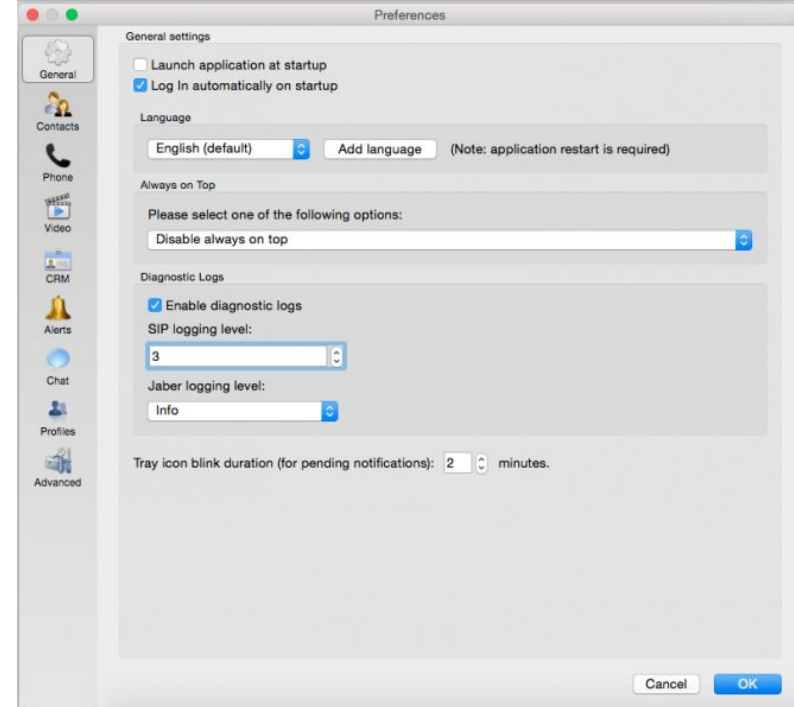 Preferences
General
Contacts
Phone
Video
CRM
Alerts
Chat
Profiles
Advanced
General settings
Launch application at startup
Log In automatically on startup
Language
English (default) Add language (Note: application restart is required)
Always on Top
Please select one of the following options:
Disable always on top
Diagnostic Logs
Enable diagnostic logs
SIP logging level:
3
Jaber logging level:
Info
Tray icon blink duration (for pending notifications): 2 minutes.
Cancel OK